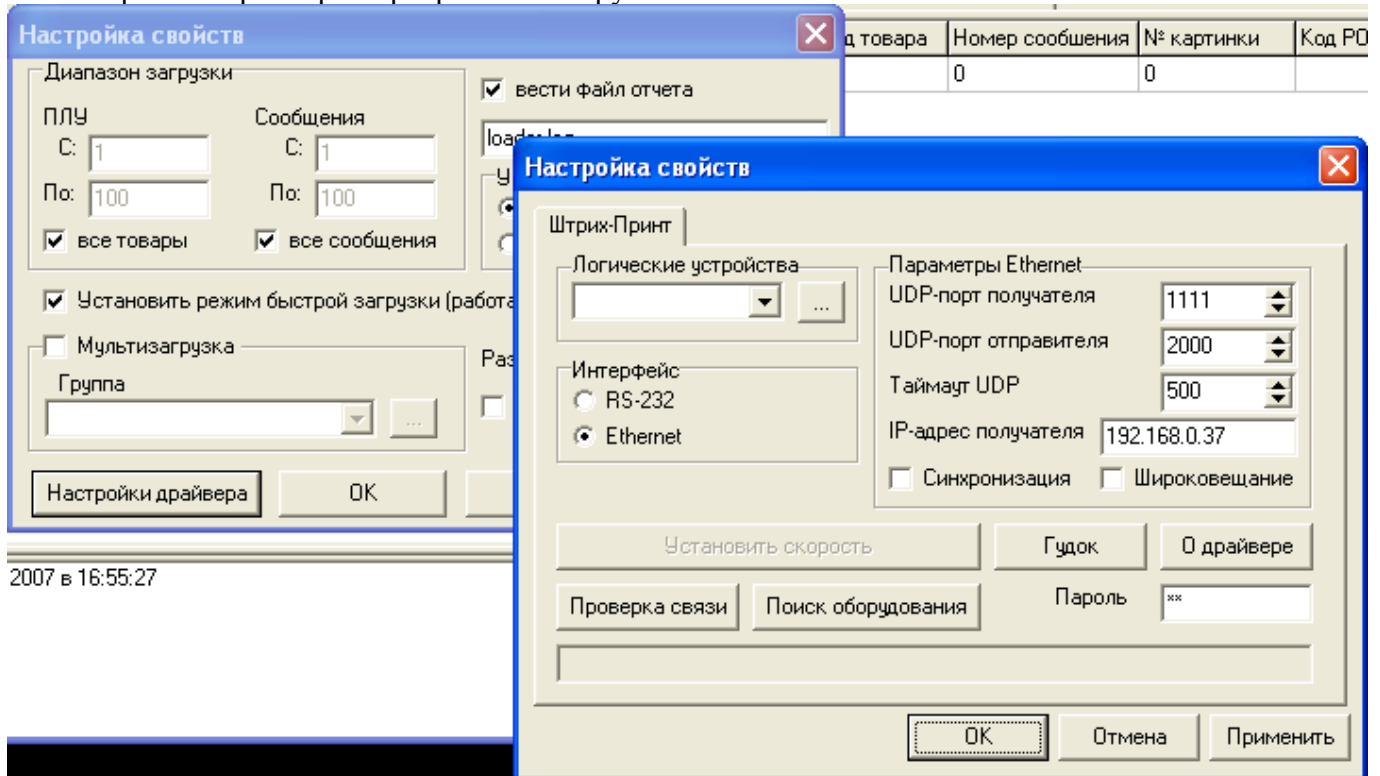 Настройка свойств
д товара Номер сообшения № картинки Код РО
0 0
Диапазон загрузки
ПЛУ Сообщения
С: 1 С: 1
По: 100 По: 100
все товары все сообщения
вести файл отчета
Установить режим быстрой загрузки (работа
Мультизагрузка
Группа
...
Раз
Настройки драйвера OK
2007 в 16:55:27
Настройка свойств
Штрих-Принт
Логические устройства
...
Интерфейс
RS-232
Ethernet
Параметры Ethernet
UDP-порт получателя 1111
UDP-порт отправителя 2000
Таймаут UDP 500
IP-адрес получателя 192.168.0.37
Синхронизация Широковещание
Установить скорость Гудок О драйвере
Проверка связи Поиск оборудования Пароль **
OK Отмена Применить